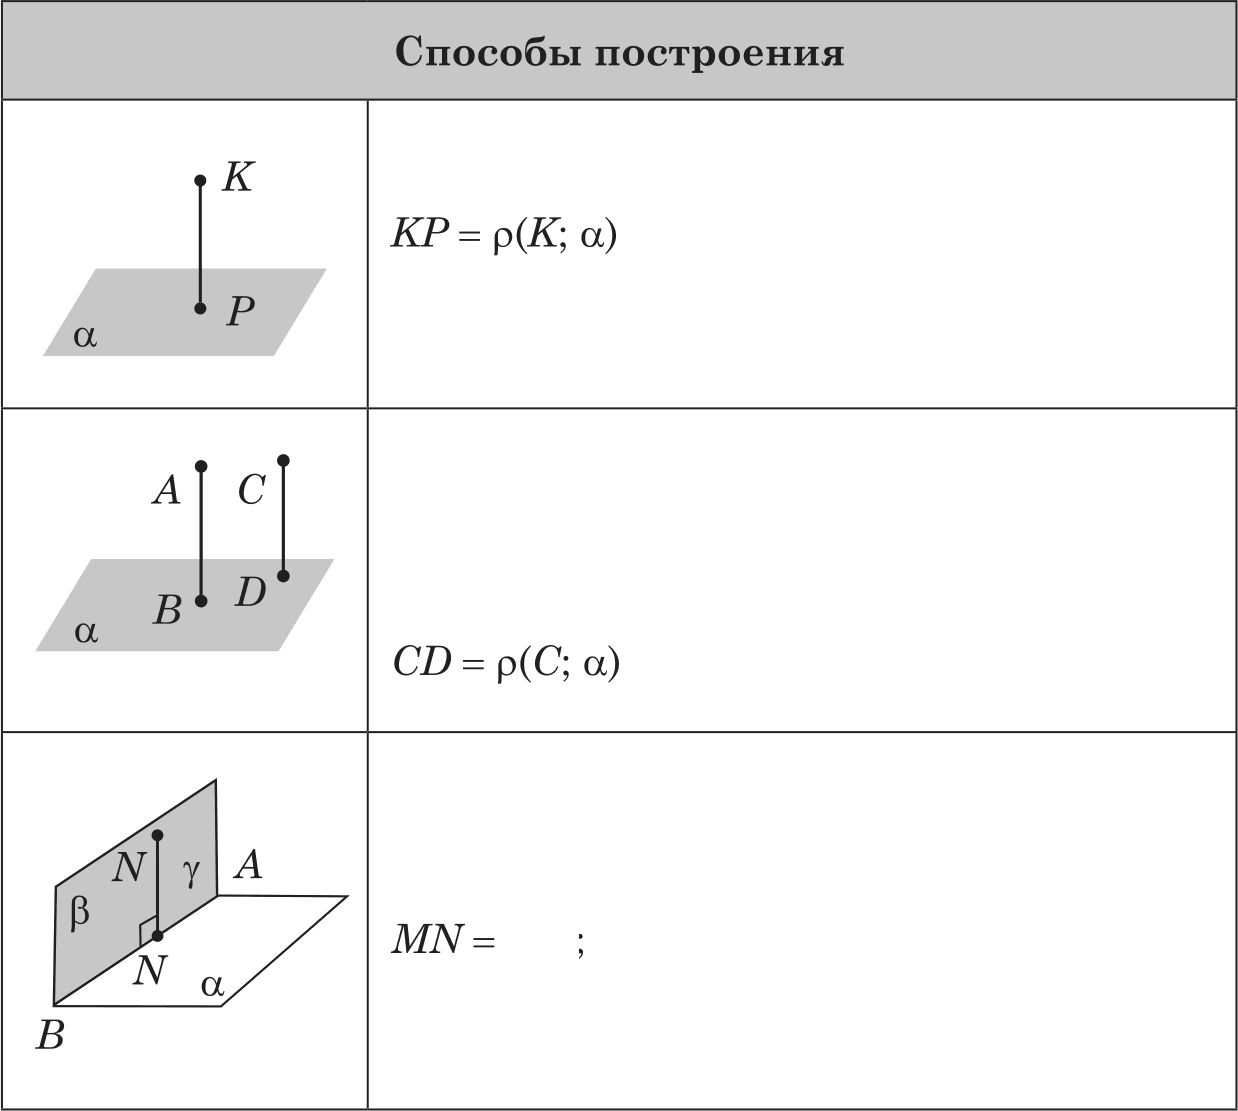 Способы построения
K
P
α
KP = ρ(K; α)
A C
B D
α
CD = ρ(C; α)
N γ A
β
N α
B
MN = ;